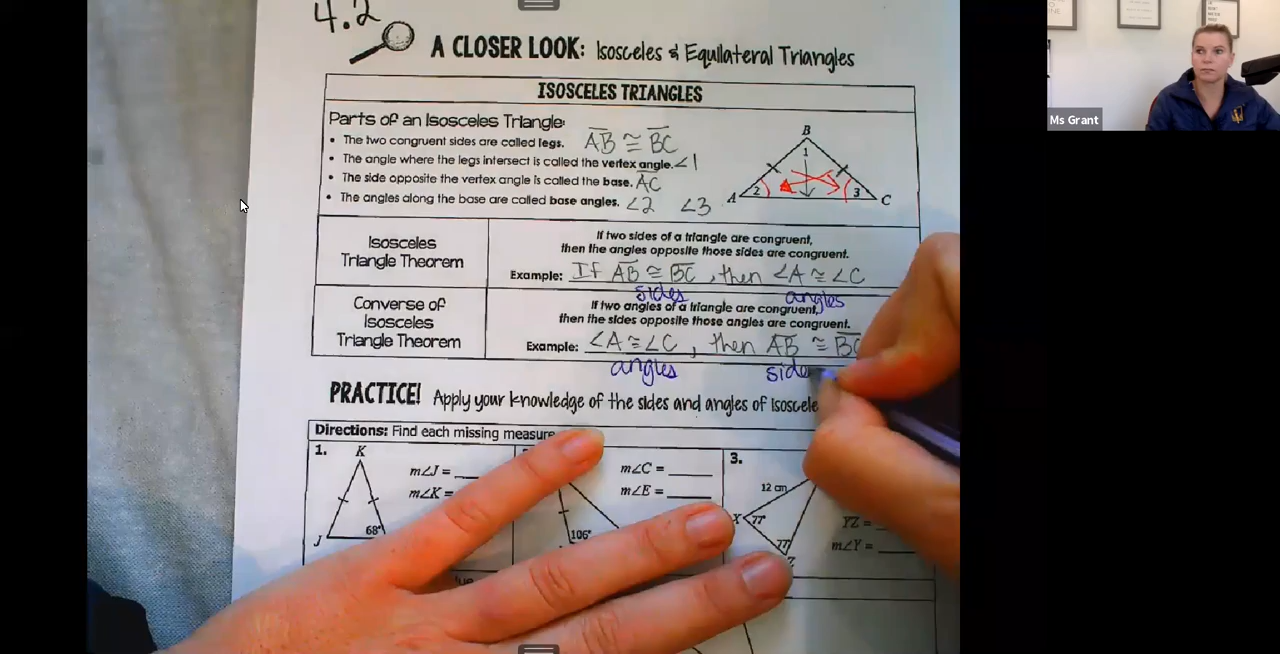 4.2
A CLOSER LOOK: Isosceles & Equilateral Triangles
ISOSCELES TRIANGLES
Parts of an Isosceles Triangle:
• The two congruent sides are called legs. AB ≅ BC
• The angle where the legs intersect is called the vertex angle. ∠1
• The side opposite the vertex angle is called the base. AC
• The angles along the base are called base angles. ∠2 ∠3
B
1
A 2 3 C
Isosceles
Triangle Theorem
If two sides of a triangle are congruent,
then the angles opposite those sides are congruent.
Example: If AB ≅ BC, then ∠A ≅ ∠C
sides angles
Converse of
Isosceles
Triangle Theorem
If two angles of a triangle are congruent,
then the sides opposite those angles are congruent.
Example: ∠A ≅ ∠C, then AB ≅ BC
angles side
PRACTICE! Apply your knowledge of the sides and angles of isoscele
Directions: Find each missing measure
1.
K
m∠J = ___
m∠K =
J
68°
m∠C = ___
m∠E = ___
106°
3.
12 cm
X 77°
77°
Z
YZ =
m∠Y = ___
Ms Grant